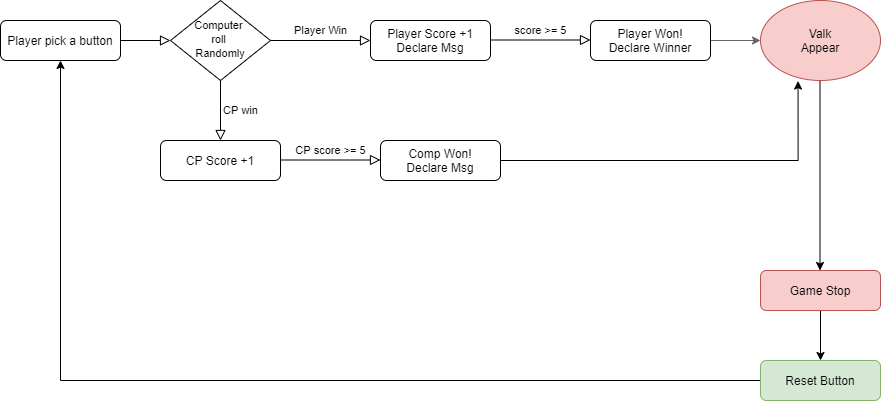 Player pick a button
Computer
roll
Randomly
Player Win
Player Score +1
Declare Msg
score >= 5
Player Won!
Declare Winner
Valk
Appear
CP win
CP Score +1
CP score >= 5
Comp Won!
Declare Msg
Game Stop
Reset Button